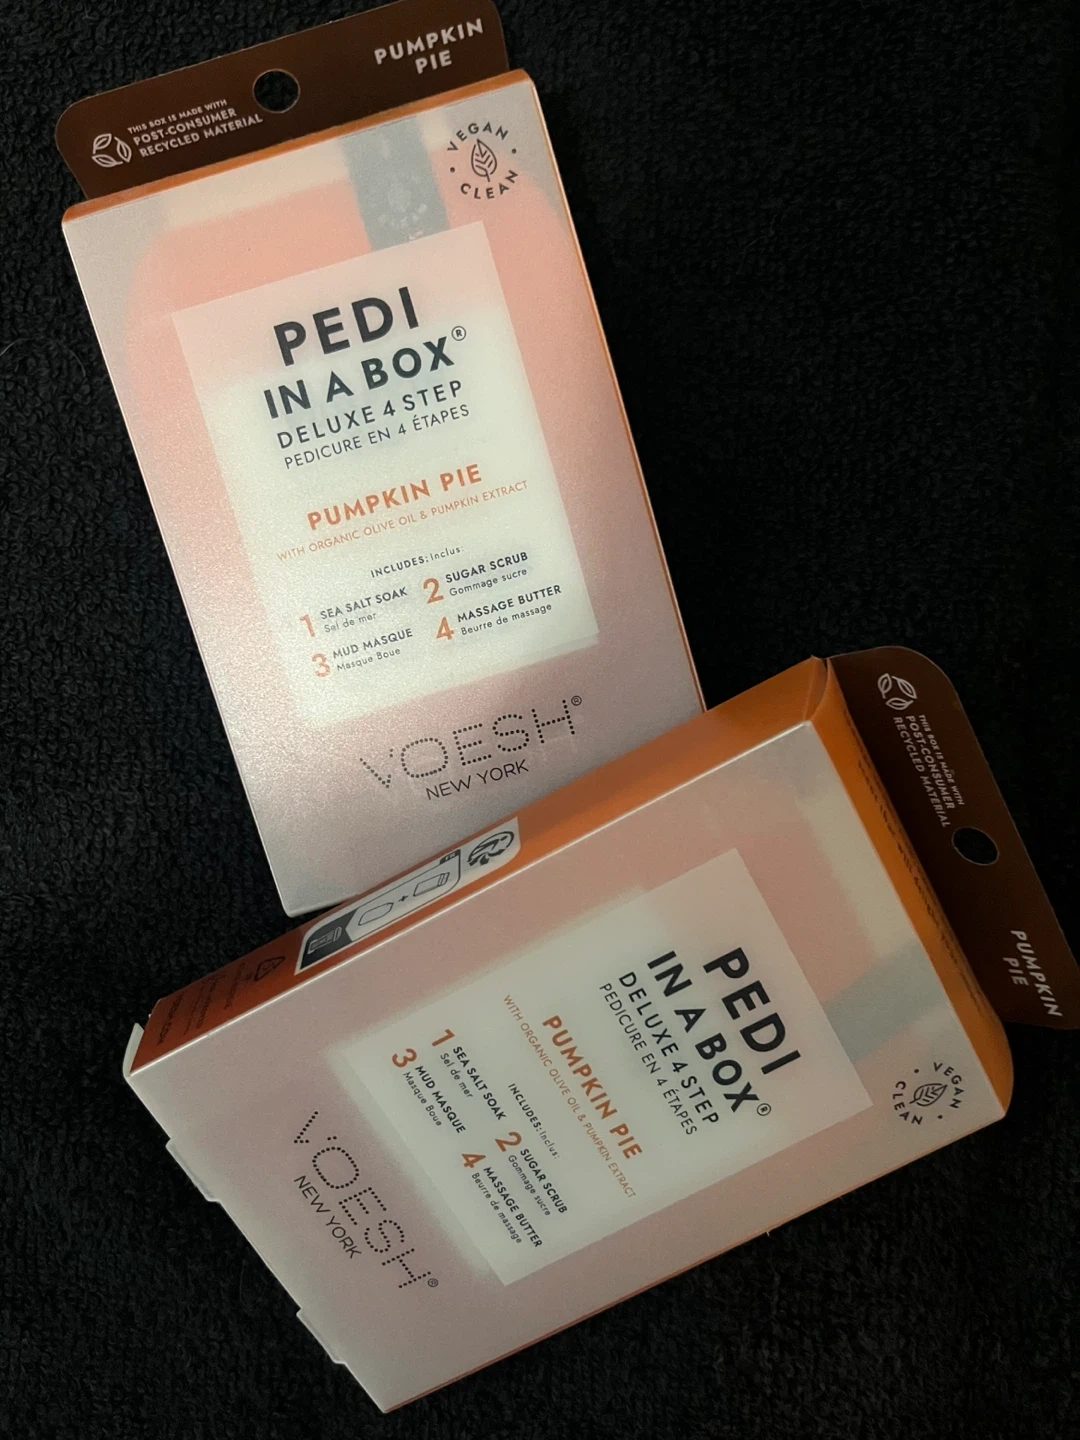 PUMPKIN
PIE
THIS BOX IS MADE WITH
POST-CONSUMER
RECYCLED MATERIAL
VEGAN
CLEAN
PEDI
IN A BOX®
DELUXE 4 STEP
PEDICURE EN 4 ÉTAPES
PUMPKIN PIE
WITH ORGANIC OLIVE OIL & PUMPKIN EXTRACT
INCLUDES: Inclus:
1 SEA SALT SOAK
Sel de mer
2 SUGAR SCRUB
Gommage sucre
3 MUD MASQUE
Masque Boue
4 MASSAGE BUTTER
Beurre de massage
VOESH®
NEW YORK
THIS BOX IS MADE WITH
POST-CONSUMER
RECYCLED MATERIAL
PUMPKIN
PIE
VEGAN
CLEAN
PEDI
IN A BOX®
DELUXE 4 STEP
PEDICURE EN 4 ÉTAPES
PUMPKIN PIE
WITH ORGANIC OLIVE OIL & PUMPKIN EXTRACT
INCLUDES: Inclus:
1 SEA SALT SOAK
Sel de mer
2 SUGAR SCRUB
Gommage sucre
3 MUD MASQUE
Masque Boue
4 MASSAGE BUTTER
Beurre de massage
VOESH®
NEW YORK